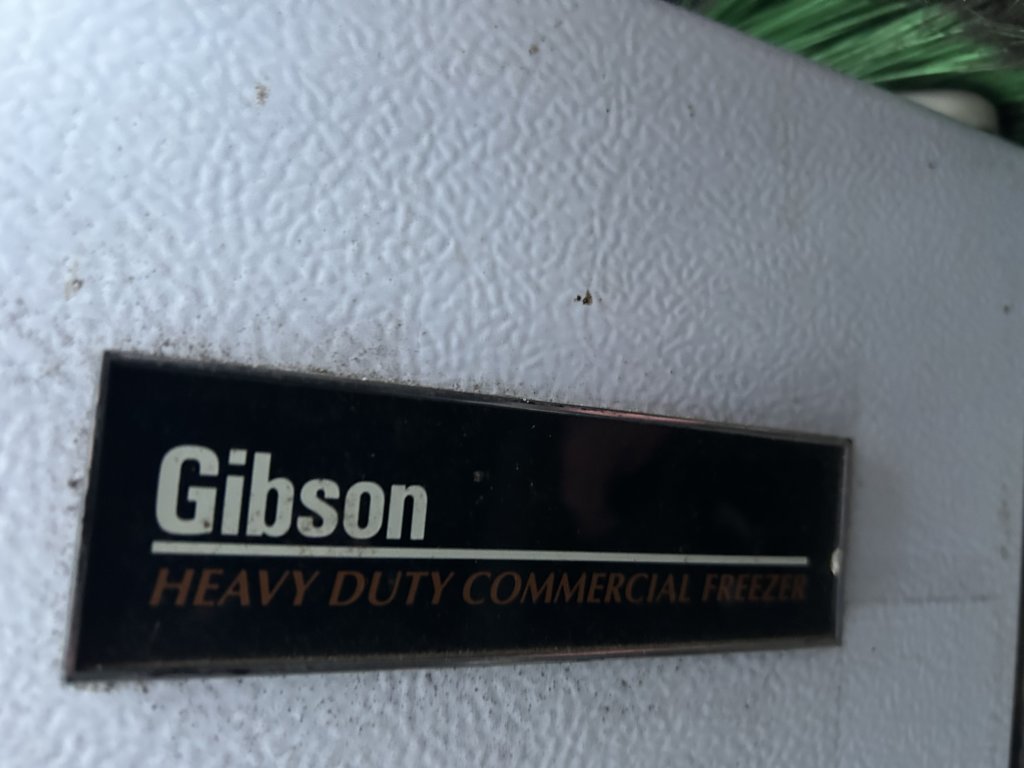 Gibson
HEAVY DUTY COMMERCIAL FREEZER